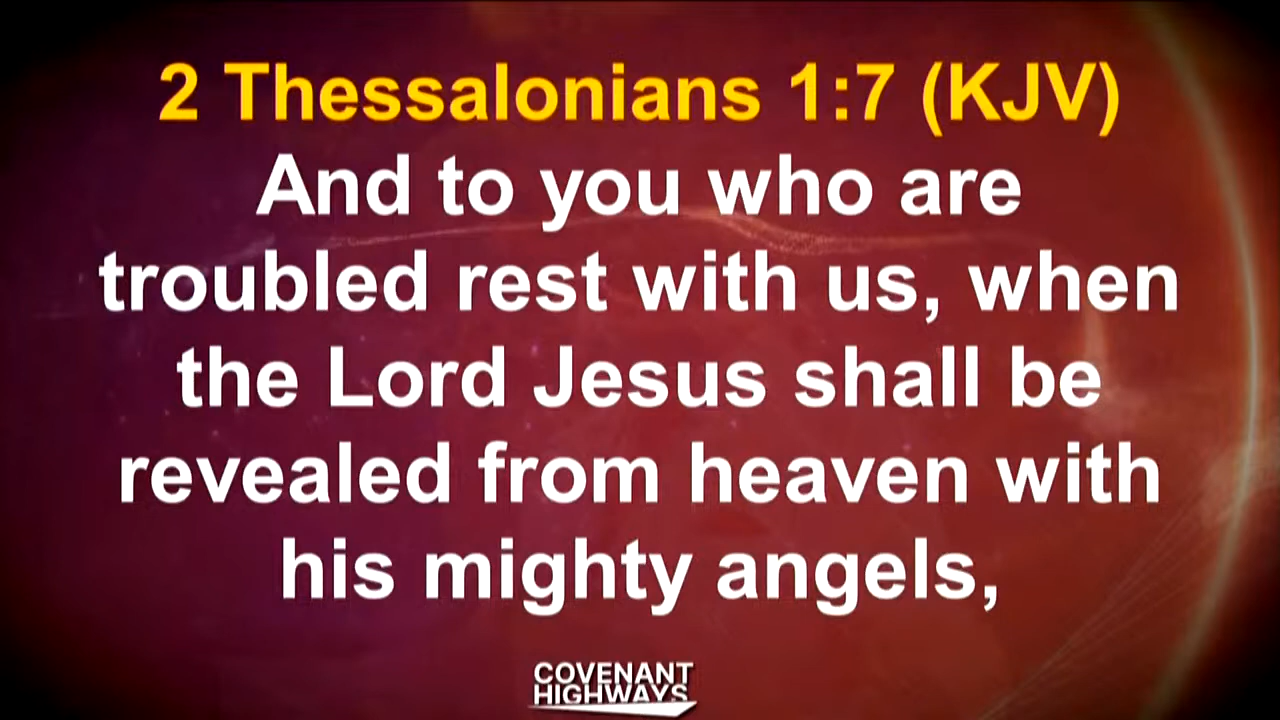 2 Thessalonians 1:7 (KJV)
And to you who are
troubled rest with us, when
the Lord Jesus shall be
revealed from heaven with
his mighty angels,
COVENANT
HIGHWAYS